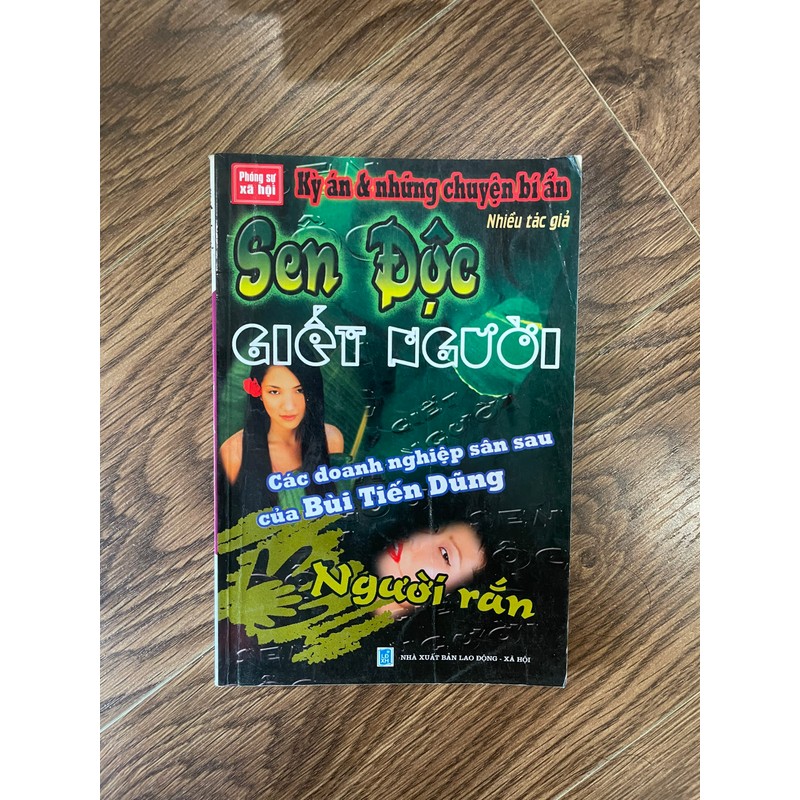 Phóng sự
xã hội
Kỳ án & những chuyện bí ẩn
Nhiều tác giả
Sen Độc
GIẾT NGƯỜI
Các doanh nghiệp sân sau
của Bùi Tiến Dũng
Người rắn
NHÀ XUẤT BẢN LAO ĐỘNG - XÃ HỘI